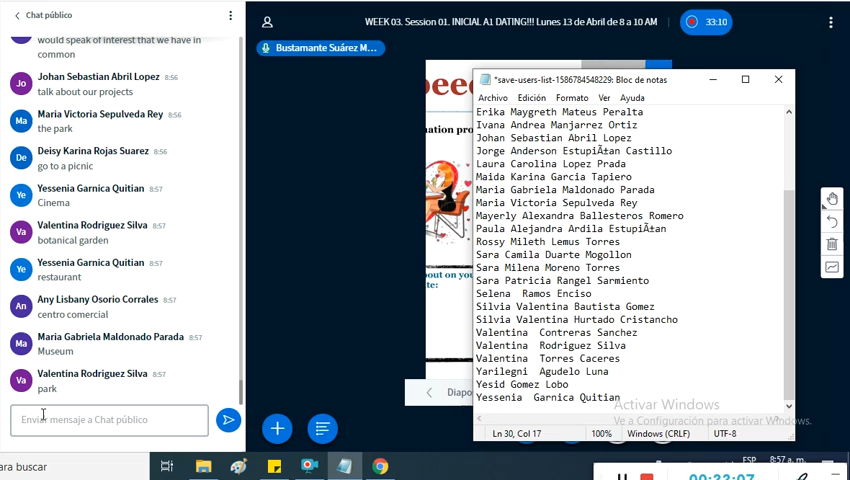 Chat público
would speak of interest that we have in
common
Jo
Johan Sebastian Abril Lopez 8:56
talk about our projects
Ma
Maria Victoria Sepulveda Rey 8:56
the park
De
Deisy Karina Rojas Suarez 8:56
go to a picnic
Ye
Yessenia Garnica Quitian 8:57
Cinema
Va
Valentina Rodriguez Silva 8:57
botanical garden
Ye
Yessenia Garnica Quitian 8:57
restaurant
An
Any Lisbany Osorio Corrales 8:57
centro comercial
Ma
Maria Gabriela Maldonado Parada 8:57
Museum
Va
Valentina Rodriguez Silva 8:57
park
Enviar mensaje a Chat público
WEEK 03. Session 01. INICIAL A1 DATING!!! Lunes 13 de Abril de 8 a 10 AM
33:10
Bustamante Suárez M...
*save-users-list-1586784548229: Bloc de notas
Archivo Edición Formato Ver Ayuda
Erika Maygreth Mateus Peralta
Ivana Andrea Manjarrez Ortiz
Johan Sebastian Abril Lopez
Jorge Anderson EstupiÃ±an Castillo
Laura Carolina Lopez Prada
Maida Karina Garcia Tapiero
Maria Gabriela Maldonado Parada
Maria Victoria Sepulveda Rey
Mayerly Alexandra Ballesteros Romero
Paula Alejandra Ardila EstupiÃ±an
Rossy Mileth Lemus Torres
Sara Camila Duarte Mogollon
Sara Milena Moreno Torres
Sara Patricia Rangel Sarmiento
Selena Ramos Enciso
Silvia Valentina Bautista Gomez
Silvia Valentina Hurtado Cristancho
Valentina Contreras Sanchez
Valentina Rodriguez Silva
Valentina Torres Caceres
Yarilegni Agudelo Luna
Yesid Gomez Lobo
Yessenia Garnica Quitian
Ln 30, Col 17 100% Windows (CRLF) UTF-8
Activar Windows
Ve a Configuración para activar Windows.
Diapo
ara buscar
ESP 8:57 a. m.
00:33:07